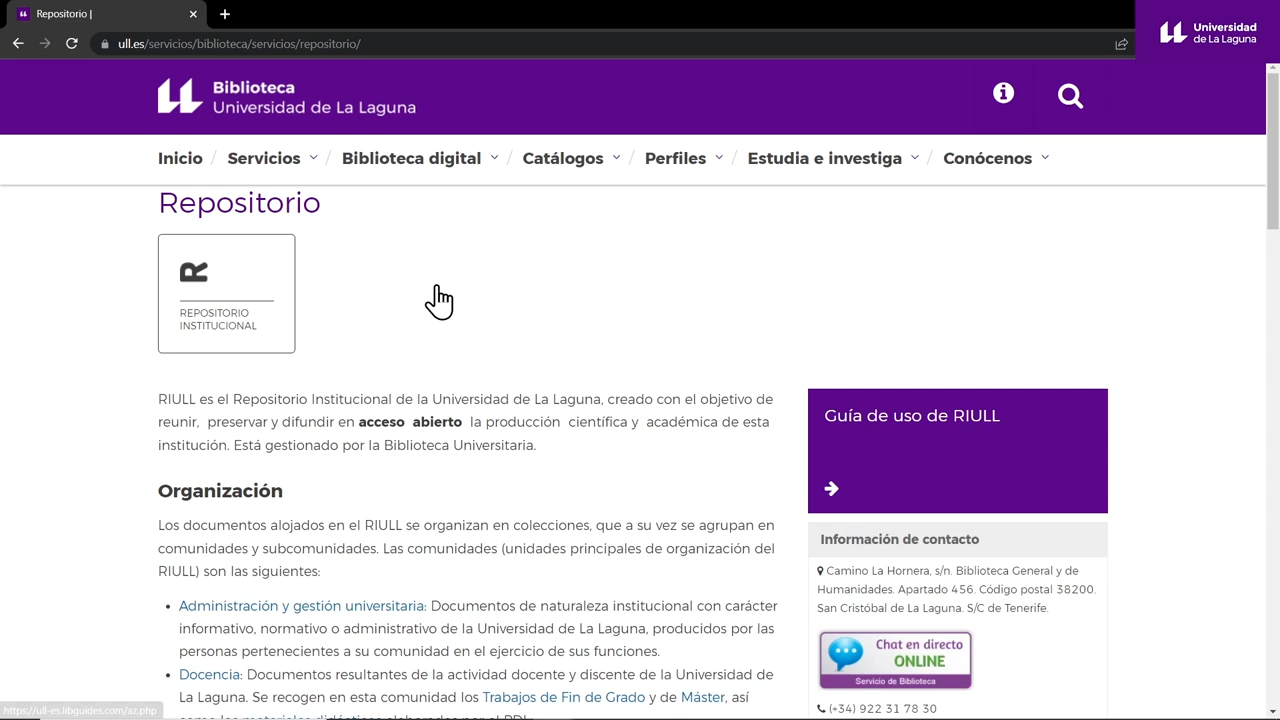 Repositorio |
ull.es/servicios/biblioteca/servicios/repositorio/
Universidad
de La Laguna
Biblioteca
Universidad de La Laguna
Inicio / Servicios / Biblioteca digital / Catálogos / Perfiles / Estudia e investiga / Conócenos
Repositorio
R
REPOSITORIO
INSTITUCIONAL
RIULL es el Repositorio Institucional de la Universidad de La Laguna, creado con el objetivo de
reunir, preservar y difundir en acceso abierto la producción científica y académica de esta
institución. Está gestionado por la Biblioteca Universitaria.
Organización
Los documentos alojados en el RIULL se organizan en colecciones, que a su vez se agrupan en
comunidades y subcomunidades. Las comunidades (unidades principales de organización del
RIULL) son las siguientes:
• Administración y gestión universitaria: Documentos de naturaleza institucional con carácter
informativo, normativo o administrativo de la Universidad de La Laguna, producidos por las
personas pertenecientes a su comunidad en el ejercicio de sus funciones.
• Docencia: Documentos resultantes de la actividad docente y discente de la Universidad de
La Laguna. Se recogen en esta comunidad los Trabajos de Fin de Grado y de Máster, así
como los materiales didácticos elaborados por el PDI;
Guía de uso de RIULL
Información de contacto
Camino La Hornera, s/n. Biblioteca General y de
Humanidades. Apartado 456. Código postal 38200.
San Cristóbal de La Laguna. S/C de Tenerife.
Chat en directo
ONLINE
Servicio de Biblioteca
(+34) 922 31 78 30
https://ull-es.libguides.com/az.php